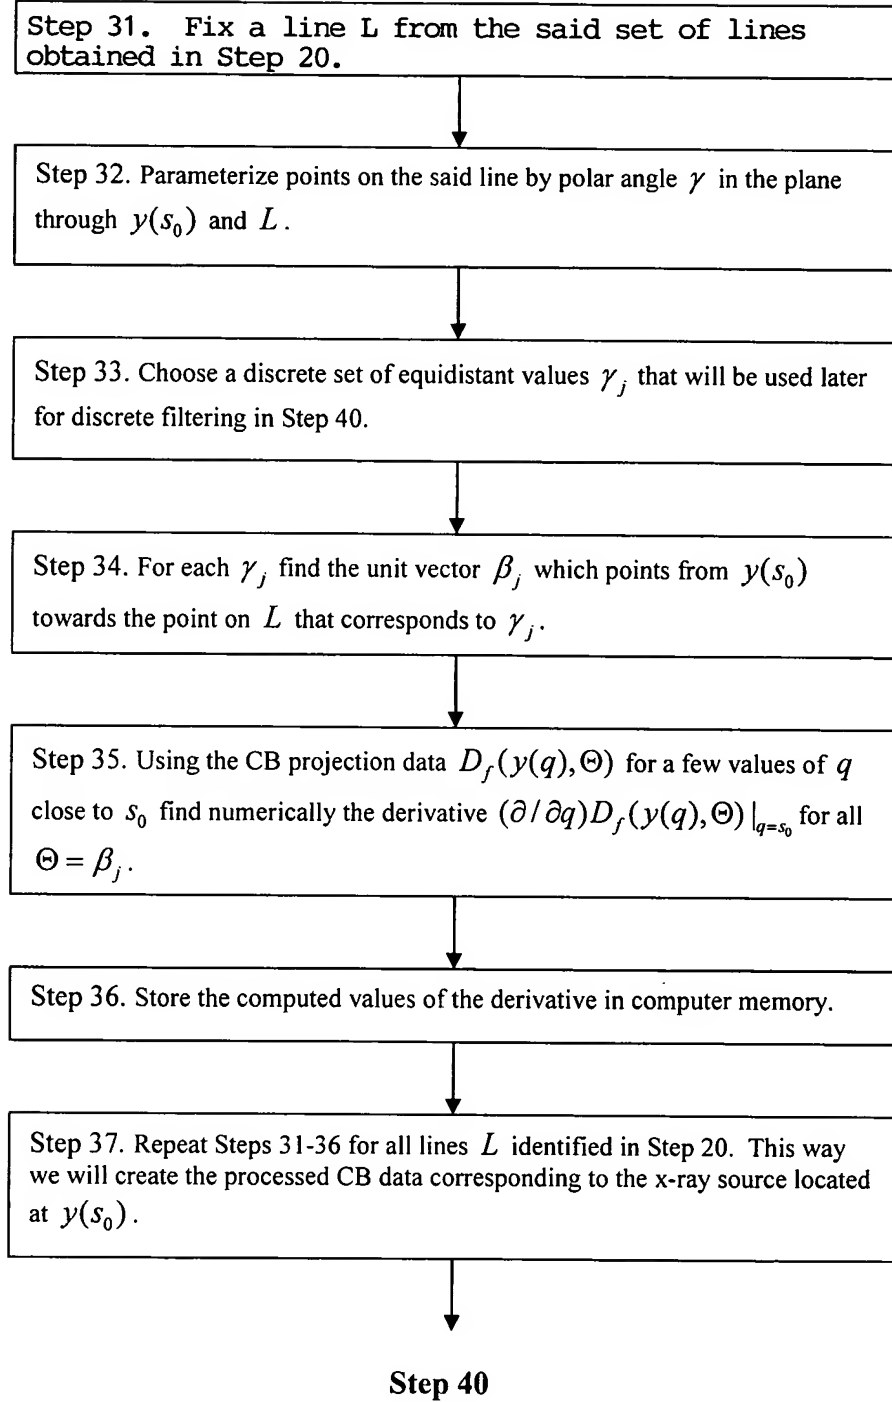 Step 31. Fix a line L from the said set of lines
obtained in Step 20.
Step 32. Parameterize points on the said line by polar angle γ in the plane
through y(s₀) and L.
Step 33. Choose a discrete set of equidistant values γⱼ that will be used later
for discrete filtering in Step 40.
Step 34. For each γⱼ find the unit vector βⱼ which points from y(s₀)
towards the point on L that corresponds to γⱼ.
Step 35. Using the CB projection data D_f(y(q),Θ) for a few values of q
close to s₀ find numerically the derivative (∂/∂q)D_f(y(q),Θ)|_{q=s₀} for all
Θ = βⱼ.
Step 36. Store the computed values of the derivative in computer memory.
Step 37. Repeat Steps 31-36 for all lines L identified in Step 20. This way
we will create the processed CB data corresponding to the x-ray source located
at y(s₀).
Step 40